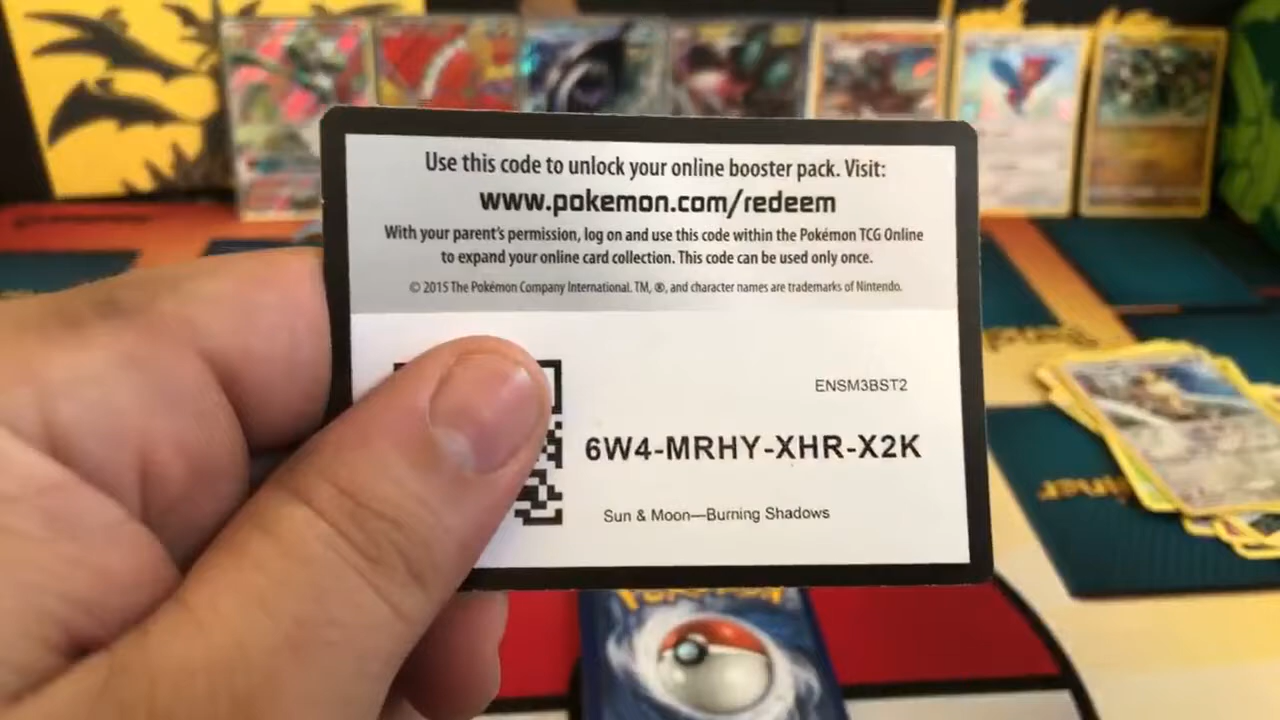 Use this code to unlock your online booster pack. Visit:
www.pokemon.com/redeem
With your parent's permission, log on and use this code within the Pokémon TCG Online
to expand your online card collection. This code can be used only once.
© 2015 The Pokémon Company International. TM, ®, and character names are trademarks of Nintendo.
ENSM3BST2
6W4-MRHY-XHR-X2K
Sun & Moon—Burning Shadows
POKÉMON